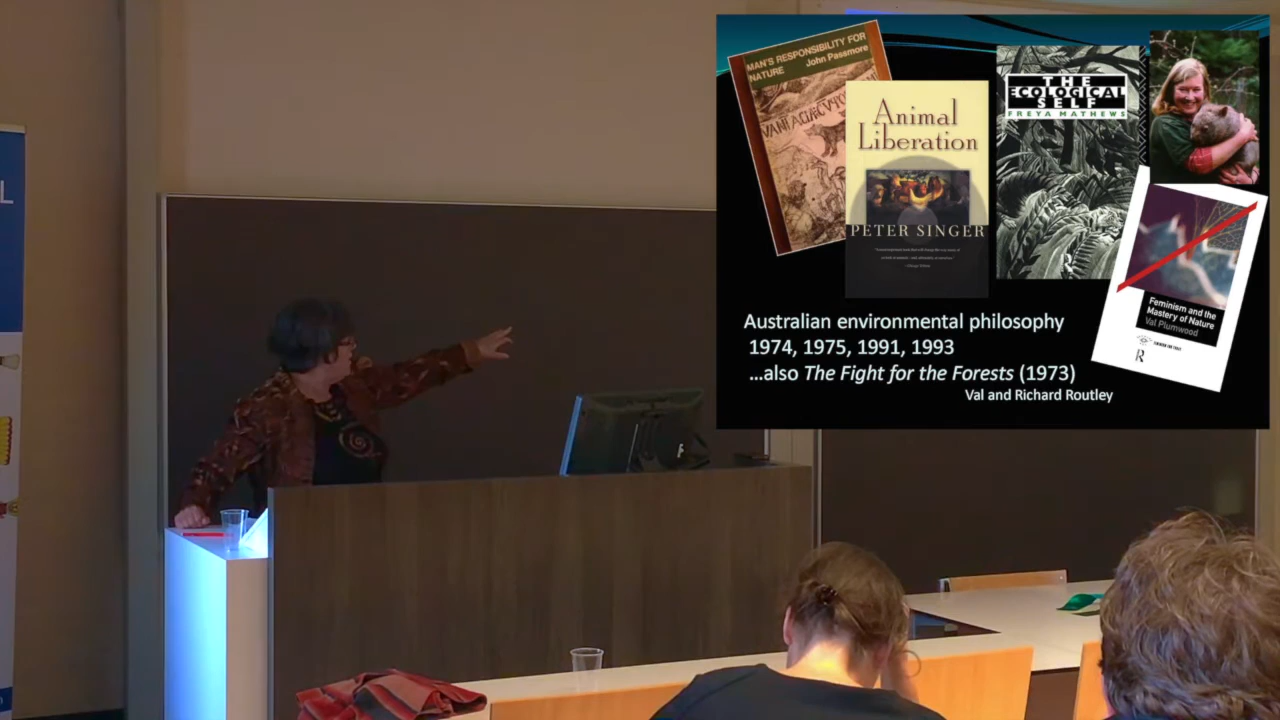 MAN'S RESPONSIBILITY FOR
NATURE John Passmore
Animal
Liberation
PETER SINGER
THE
ECOLOGICAL
SELF
FREYA MATHEWS
Feminism and the
Mastery of Nature
Val Plumwood
R
Australian environmental philosophy
1974, 1975, 1991, 1993
...also The Fight for the Forests (1973)
Val and Richard Routley
L